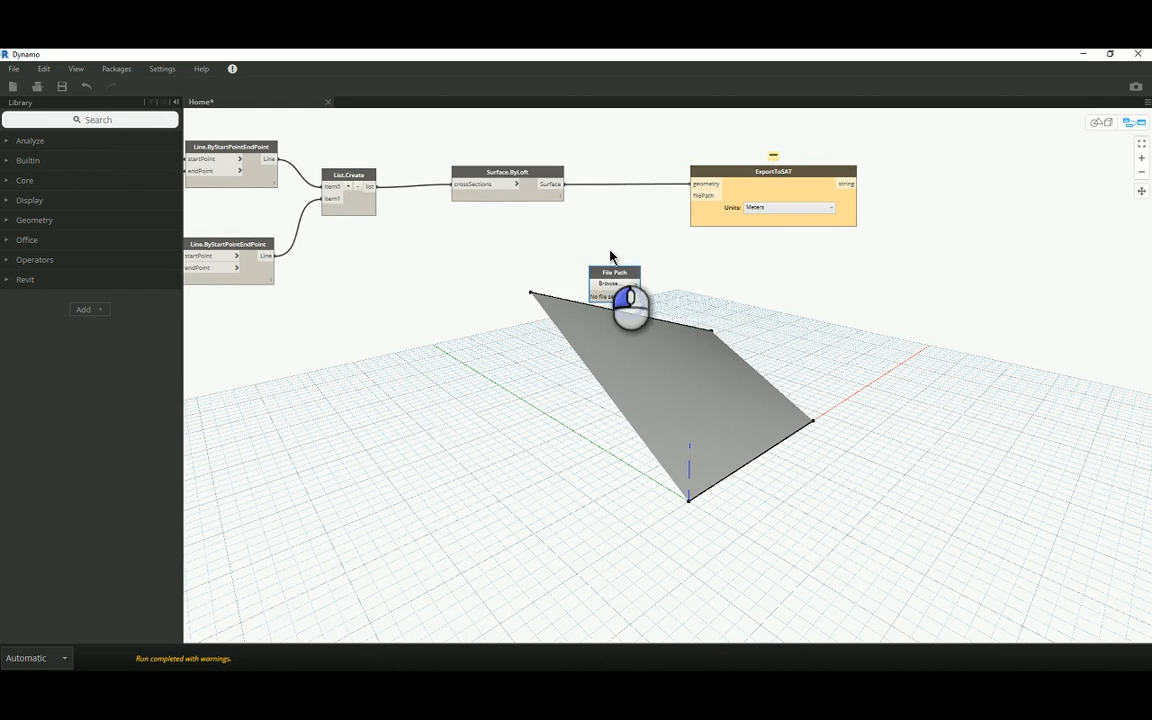 Dynamo
File Edit View Packages Settings Help
Library
Home*
Search
Analyze
BuiltIn
Core
Display
Geometry
Office
Operators
Revit
Add
Line.ByStartPointEndPoint
startPoint Line
endPoint
List.Create
item0 - list
item1
Surface.ByLoft
crossSections Surface
ExportToSAT
geometry string
filePath
Units: Meters
Line.ByStartPointEndPoint
startPoint Line
endPoint
File Path
Browse...
No file
Automatic
Run completed with warnings.